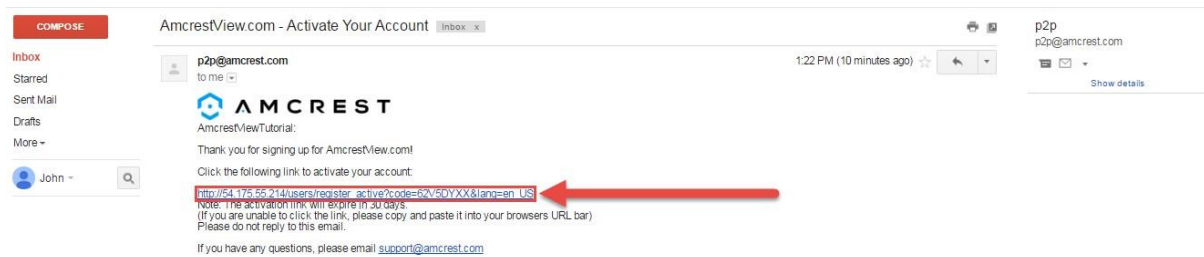 COMPOSE
Inbox
Starred
Sent Mail
Drafts
More
John
AmcrestView.com - Activate Your Account Inbox x
p2p@amcrest.com 1:22 PM (10 minutes ago)
to me
AMCREST
AmcrestViewTutorial:
Thank you for signing up for AmcrestView.com!
Click the following link to activate your account:
http://54.175.55.214/users/register_active?code=62V5DYXX&lang=en_US
Note: The activation link will expire in 30 days.
(If you are unable to click the link, please copy and paste it into your browsers URL bar)
Please do not reply to this email.
If you have any questions, please email support@amcrest.com
p2p
p2p@amcrest.com
Show details